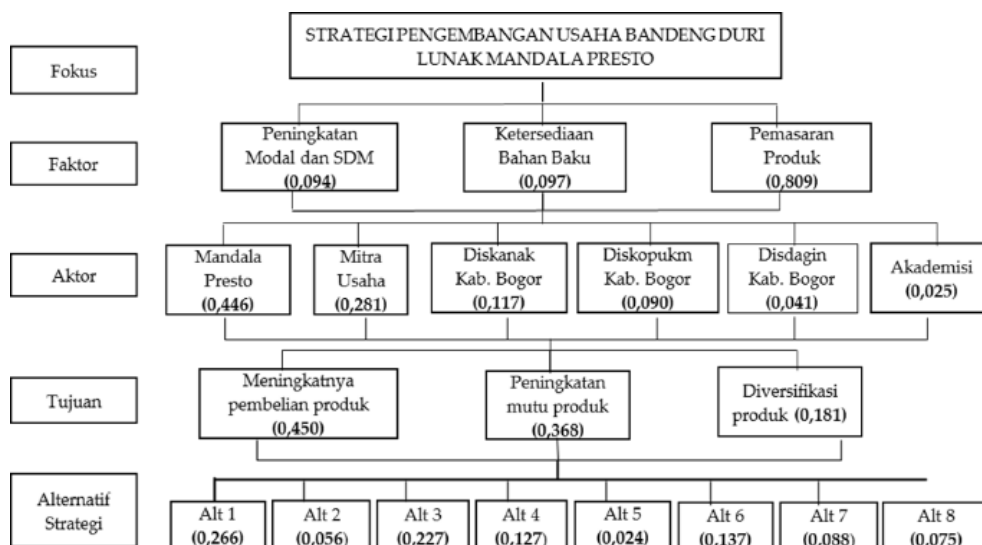 STRATEGI PENGEMBANGAN USAHA BANDENG DURI
LUNAK MANDALA PRESTO
Fokus
Faktor
Peningkatan
Modal dan SDM
(0,094)
Ketersediaan
Bahan Baku
(0,097)
Pemasaran
Produk
(0,809)
Aktor
Mandala
Presto
(0,446)
Mitra
Usaha
(0,281)
Diskanak
Kab. Bogor
(0,117)
Diskopukm
Kab. Bogor
(0,090)
Disdagin
Kab. Bogor
(0,041)
Akademisi
(0,025)
Tujuan
Meningkatnya
pembelian produk
(0,450)
Peningkatan
mutu produk
(0,368)
Diversifikasi
produk (0,181)
Alternatif
Strategi
Alt 1
(0,266)
Alt 2
(0,056)
Alt 3
(0,227)
Alt 4
(0,127)
Alt 5
(0,024)
Alt 6
(0,137)
Alt 7
(0,088)
Alt 8
(0,075)